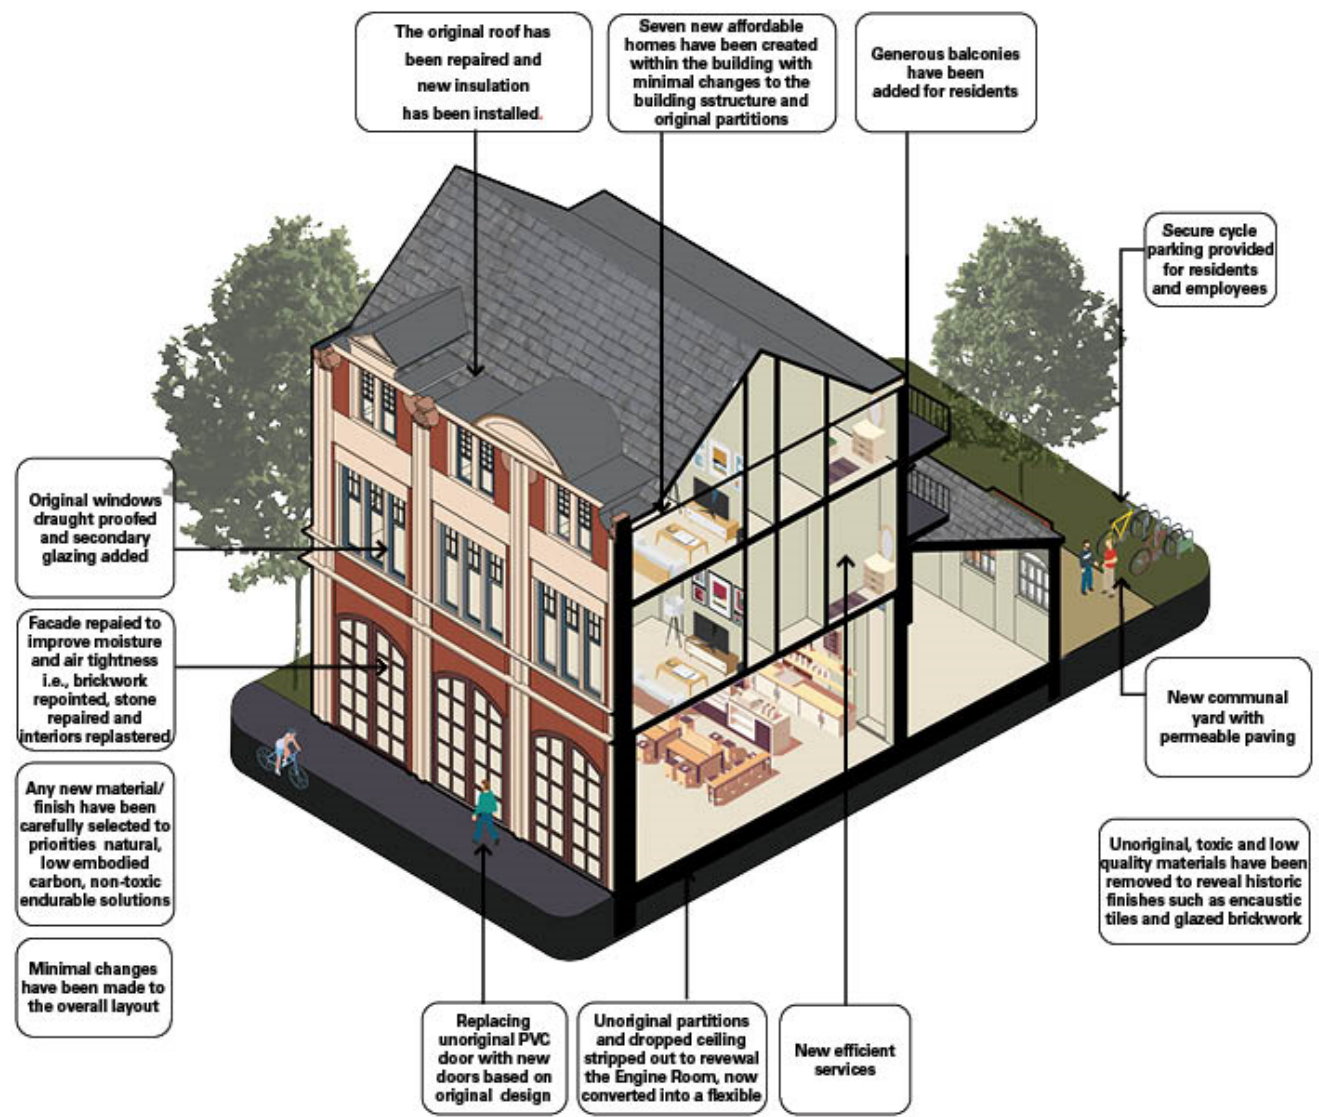 The original roof has
been repaired and
new insulation
has been installed.
Seven new affordable
homes have been created
within the building with
minimal changes to the
building sstructure and
original partitions
Generous balconies
have been
added for residents
Secure cycle
parking provided
for residents
and employees
Original windows
draught proofed
and secondary
glazing added
Facade repaied to
improve moisture
and air tightness
i.e., brickwork
repointed, stone
repaired and
interiors replastered
New communal
yard with
permeable paving
Any new material/
finish have been
carefully selected to
priorities natural,
low embodied
carbon, non-toxic
endurable solutions
Unoriginal, toxic and low
quality materials have been
removed to reveal historic
finishes such as encaustic
tiles and glazed brickwork
Minimal changes
have been made to
the overall layout
Replacing
unoriginal PVC
door with new
doors based on
original design
Unoriginal partitions
and dropped ceiling
stripped out to revewal
the Engine Room, now
converted into a flexible
New efficient
services